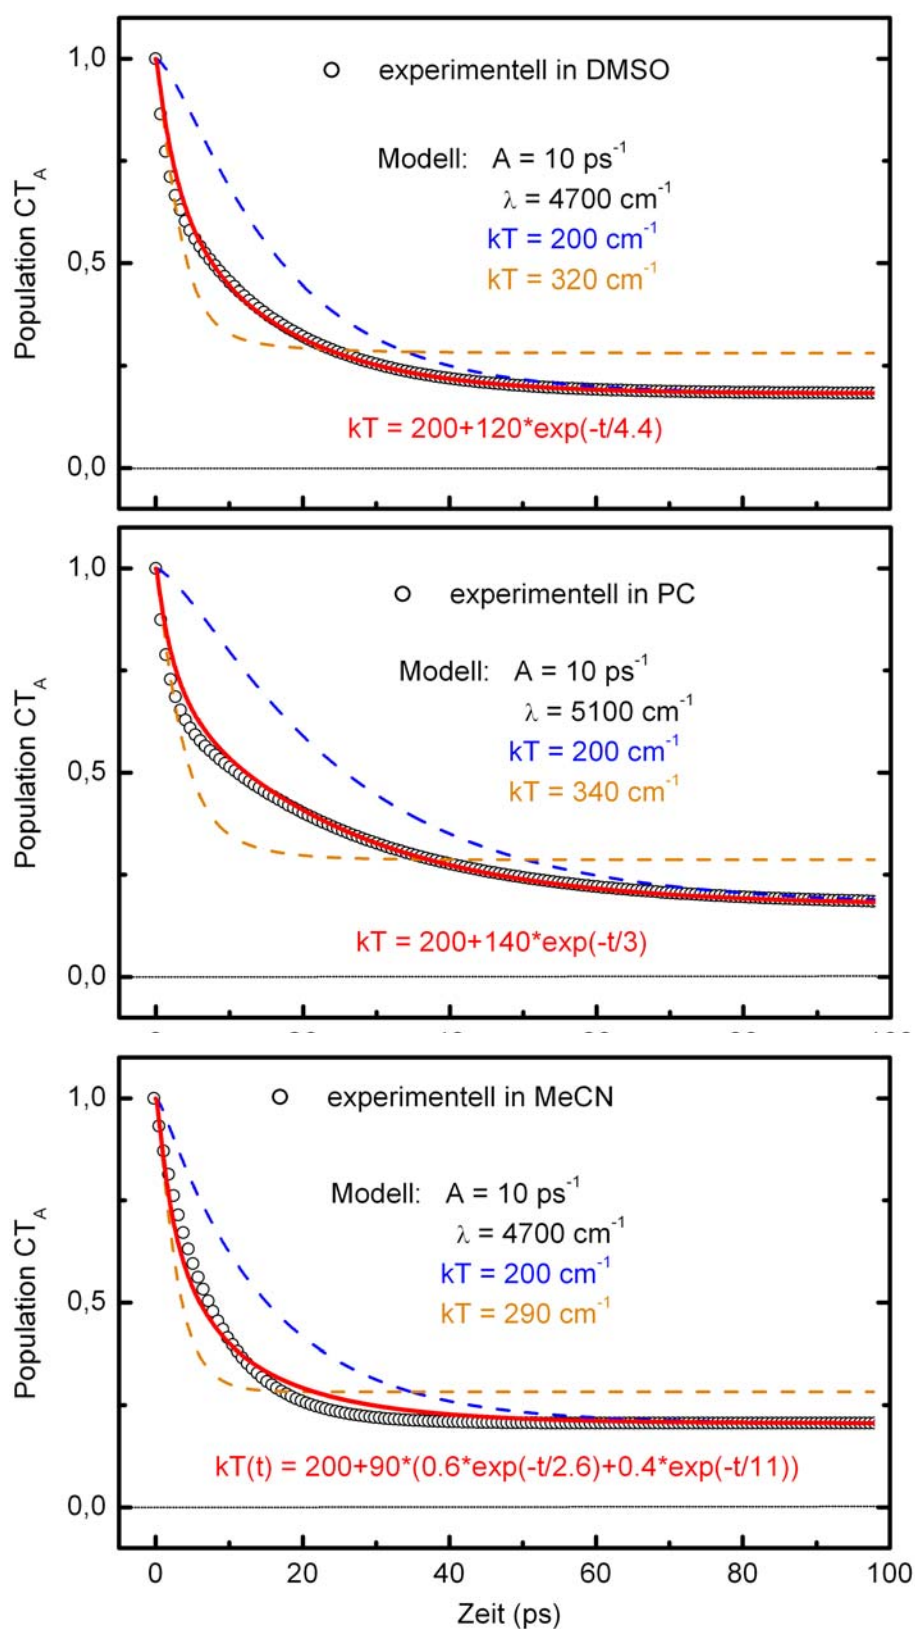 1,0
experimentell in DMSO
Modell: A = 10 ps⁻¹
λ = 4700 cm⁻¹
kT = 200 cm⁻¹
kT = 320 cm⁻¹
0,5
Population CT_A
kT = 200+120*exp(-t/4.4)
0,0
1,0
experimentell in PC
Modell: A = 10 ps⁻¹
λ = 5100 cm⁻¹
kT = 200 cm⁻¹
kT = 340 cm⁻¹
0,5
Population CT_A
kT = 200+140*exp(-t/3)
0,0
1,0
experimentell in MeCN
Modell: A = 10 ps⁻¹
λ = 4700 cm⁻¹
kT = 200 cm⁻¹
kT = 290 cm⁻¹
0,5
Population CT_A
kT(t) = 200+90*(0.6*exp(-t/2.6)+0.4*exp(-t/11))
0,0
0 20 40 60 80 100
Zeit (ps)